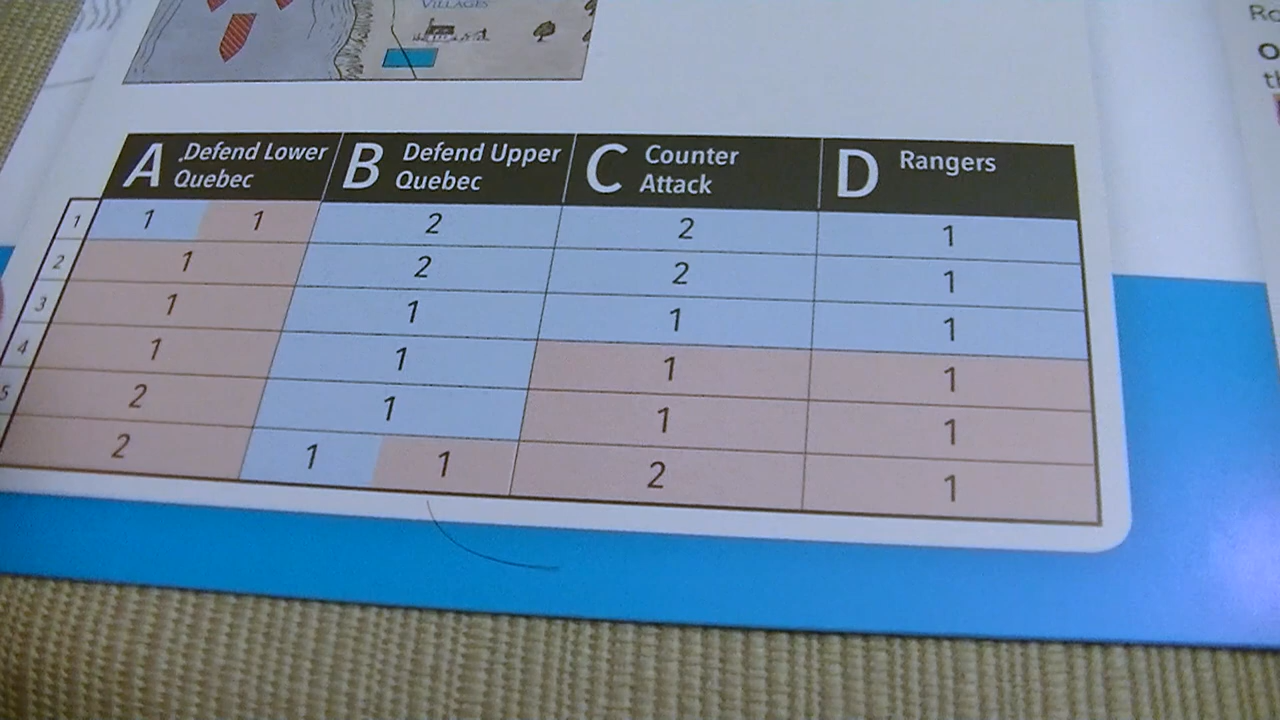 VILLAGES
Ro
O
th
A Defend Lower Quebec B Defend Upper Quebec C Counter Attack D Rangers
1 1 1 2 2 1
2 1 2 2 1
3 1 1 1 1
4 1 1 1 1
5 2 1 1 1
2 1 1 2 1